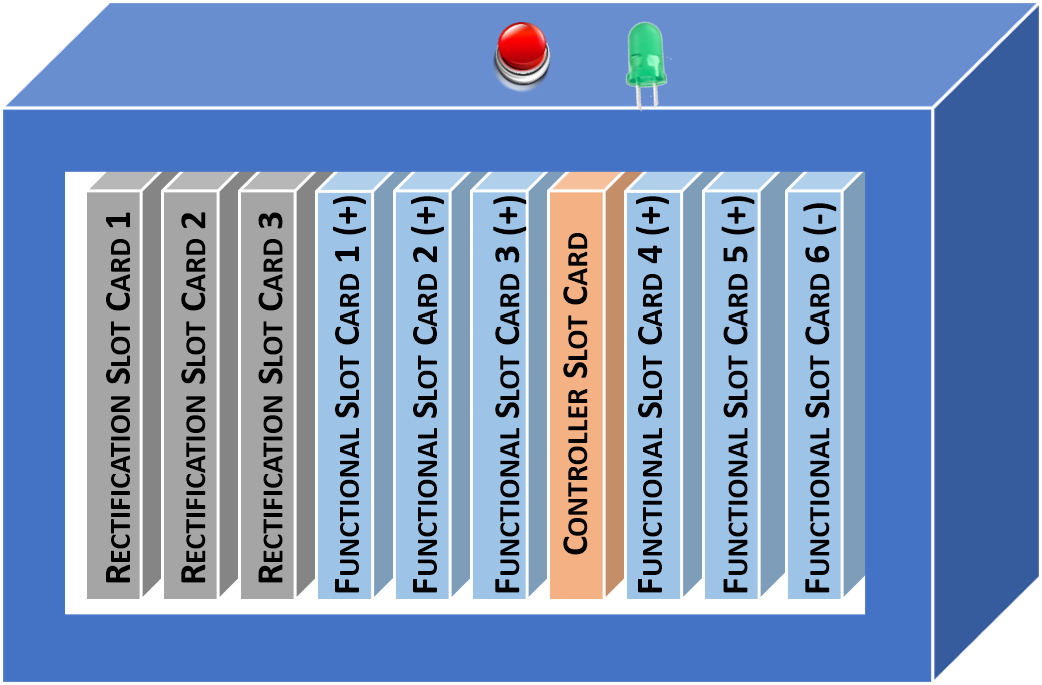 RECTIFICATION SLOT CARD 1
RECTIFICATION SLOT CARD 2
RECTIFICATION SLOT CARD 3
FUNCTIONAL SLOT CARD 1 (+)
FUNCTIONAL SLOT CARD 2 (+)
FUNCTIONAL SLOT CARD 3 (+)
CONTROLLER SLOT CARD
FUNCTIONAL SLOT CARD 4 (+)
FUNCTIONAL SLOT CARD 5 (+)
FUNCTIONAL SLOT CARD 6 (-)